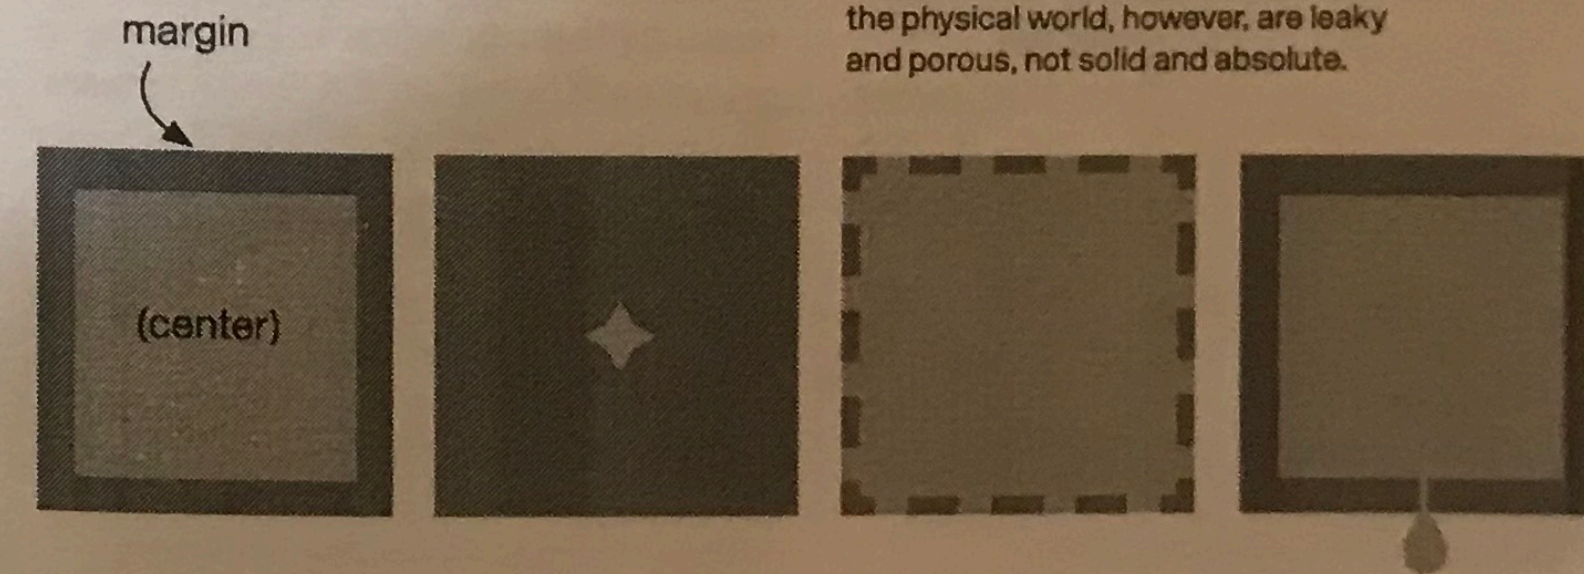 margin
the physical world, however, are leaky
and porous, not solid and absolute.
(center)